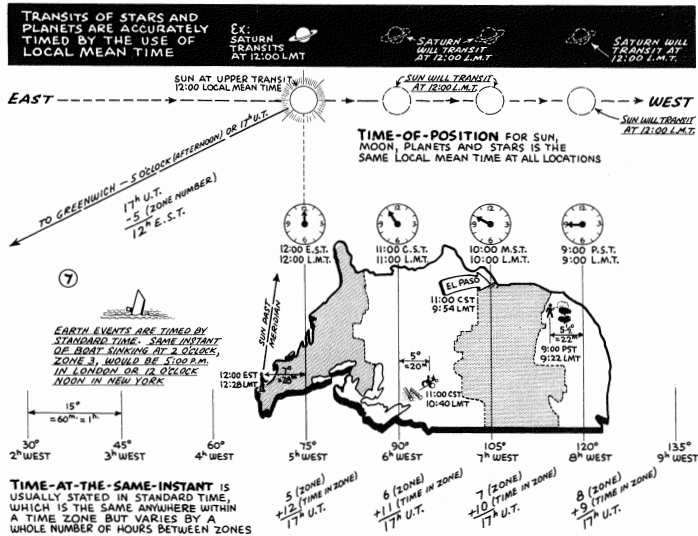 TRANSITS OF STARS AND
PLANETS ARE ACCURATELY
TIMED BY THE USE OF
LOCAL MEAN TIME
Ex:
SATURN
TRANSITS
AT 12:00 LMT
SATURN
WILL TRANSIT
AT 12:00 L.M.T.
SATURN WILL
TRANSIT AT
12:00 L.M.T.
SUN AT UPPER TRANSIT
12:00 LOCAL MEAN TIME
SUN WILL TRANSIT
AT 12:00 L.M.T.
EAST
WEST
SUN WILL TRANSIT
AT 12:00 L.M.T.
TIME-OF-POSITION FOR SUN,
MOON, PLANETS AND STARS IS THE
SAME LOCAL MEAN TIME AT ALL LOCATIONS
TO GREENWICH - 5 O'CLOCK (AFTERNOON) OR 17h U.T.
17h U.T.
-5 (ZONE NUMBER)
12h E.S.T.
12
6
12
6
12
6
12
6
12:00 E.S.T.
12:00 L.M.T.
11:00 C.S.T.
11:00 L.M.T.
10:00 M.S.T.
10:00 L.M.T.
9:00 P.S.T.
9:00 L.M.T.
7
SUN PAST
MERIDIAN
EL PASO
11:00 CST
9:54 LMT
EARTH EVENTS ARE TIMED BY
STANDARD TIME. SAME INSTANT
OF BOAT SINKING AT 2 O'CLOCK,
ZONE 3, WOULD BE 5:00 P.M.
IN LONDON OR 12 O'CLOCK
NOON IN NEW YORK
5½°
=22m
9:00 PST
9:22 LMT
12:00 EST
12:28 LMT
7°
=28m
5°
=20m
11:00 CST
10:40 LMT
15°
=60m. = 1h.
30°
2h WEST
45°
3h WEST
60°
4h WEST
75°
5h WEST
90°
6h WEST
105°
7h WEST
120°
8h WEST
135°
9h WEST
TIME-AT-THE-SAME-INSTANT IS
USUALLY STATED IN STANDARD TIME,
WHICH IS THE SAME ANYWHERE WITHIN
A TIME ZONE BUT VARIES BY A
WHOLE NUMBER OF HOURS BETWEEN ZONES
5 (ZONE)
+12 (TIME IN ZONE)
17h U.T.
6 (ZONE)
+11 (TIME IN ZONE)
17h U.T.
7 (ZONE)
+10 (TIME IN ZONE)
17h U.T.
8 (ZONE)
+9 (TIME IN ZONE)
17h U.T.